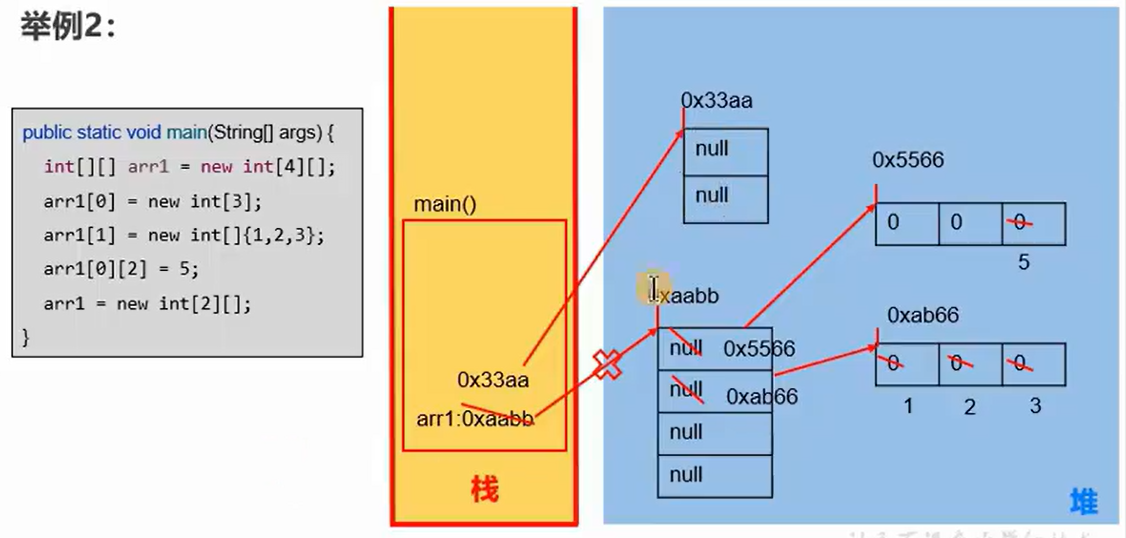 举例2：
public static void main(String[] args) {
int[][] arr1 = new int[4][];
arr1[0] = new int[3];
arr1[1] = new int[]{1,2,3};
arr1[0][2] = 5;
arr1 = new int[2][];
}
main()
0x33aa
arr1:0xaabb
栈
0x33aa
null
null
0x5566
0 0 0
5
0xaabb
null 0x5566
null 0xab66
null
null
0xab66
0 0 0
1 2 3
堆